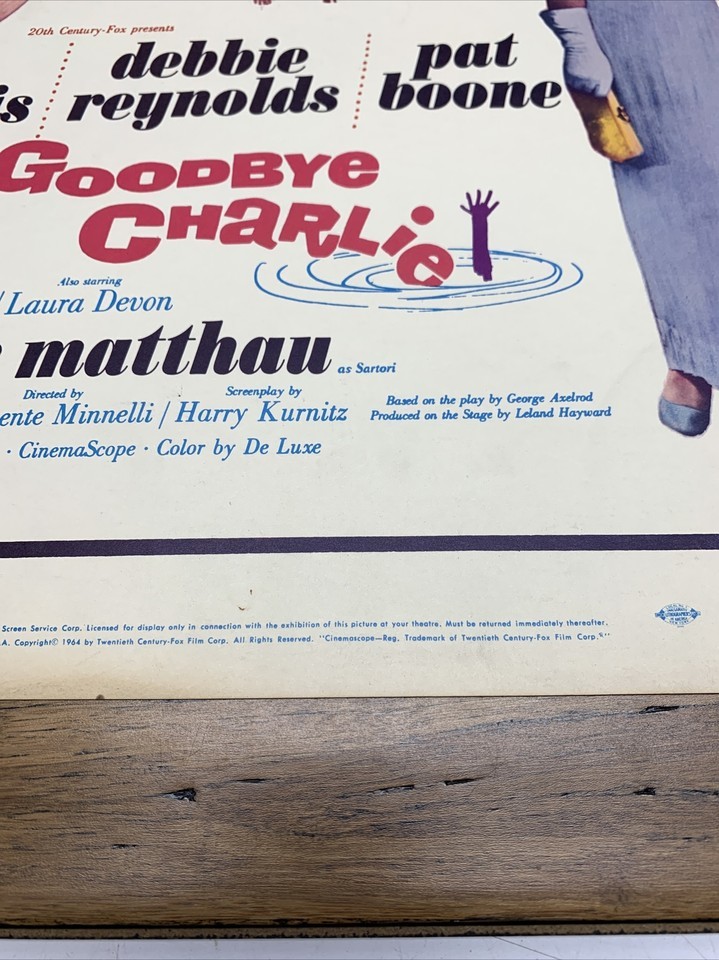 20th Century-Fox presents
debbie pat
is reynolds boone
GOODBYE
CHARLIE
Also starring
/ Laura Devon
matthau as Sartori
Directed by Screenplay by
ente Minnelli / Harry Kurnitz
Based on the play by George Axelrod
Produced on the Stage by Leland Hayward
· CinemaScope · Color by De Luxe
Screen Service Corp. Licensed for display only in connection with the exhibition of this picture at your theatre. Must be returned immediately thereafter.
.A. Copyright© 1964 by Twentieth Century-Fox Film Corp. All Rights Reserved. "Cinemascope—Reg. Trademark of Twentieth Century-Fox Film Corp."